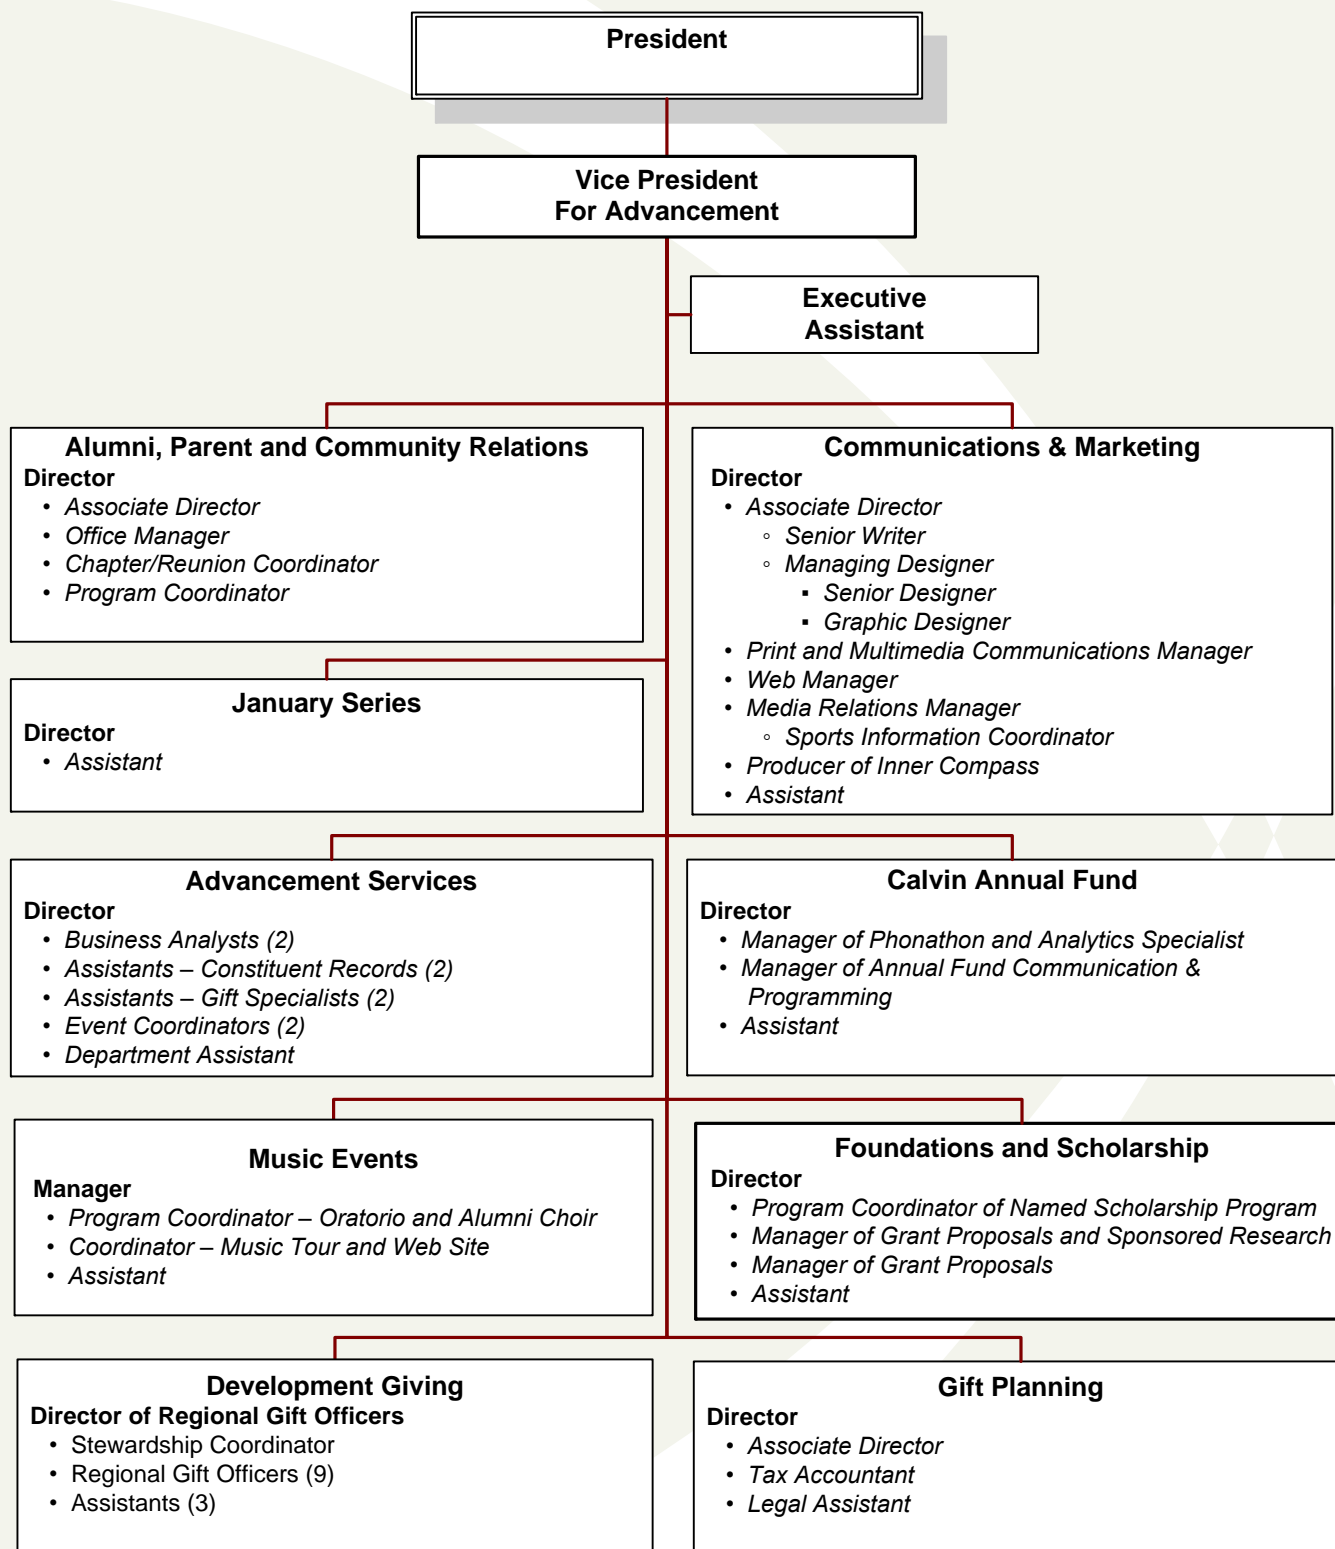 President
Vice President
For Advancement
Executive
Assistant
Alumni, Parent and Community Relations
Director
• Associate Director
• Office Manager
• Chapter/Reunion Coordinator
• Program Coordinator
Communications & Marketing
Director
• Associate Director
◦ Senior Writer
◦ Managing Designer
▪ Senior Designer
▪ Graphic Designer
• Print and Multimedia Communications Manager
• Web Manager
• Media Relations Manager
◦ Sports Information Coordinator
• Producer of Inner Compass
• Assistant
January Series
Director
• Assistant
Advancement Services
Director
• Business Analysts (2)
• Assistants – Constituent Records (2)
• Assistants – Gift Specialists (2)
• Event Coordinators (2)
• Department Assistant
Calvin Annual Fund
Director
• Manager of Phonathon and Analytics Specialist
• Manager of Annual Fund Communication &
Programming
• Assistant
Music Events
Manager
• Program Coordinator – Oratorio and Alumni Choir
• Coordinator – Music Tour and Web Site
• Assistant
Foundations and Scholarship
Director
• Program Coordinator of Named Scholarship Program
• Manager of Grant Proposals and Sponsored Research
• Manager of Grant Proposals
• Assistant
Development Giving
Director of Regional Gift Officers
• Stewardship Coordinator
• Regional Gift Officers (9)
• Assistants (3)
Gift Planning
Director
• Associate Director
• Tax Accountant
• Legal Assistant